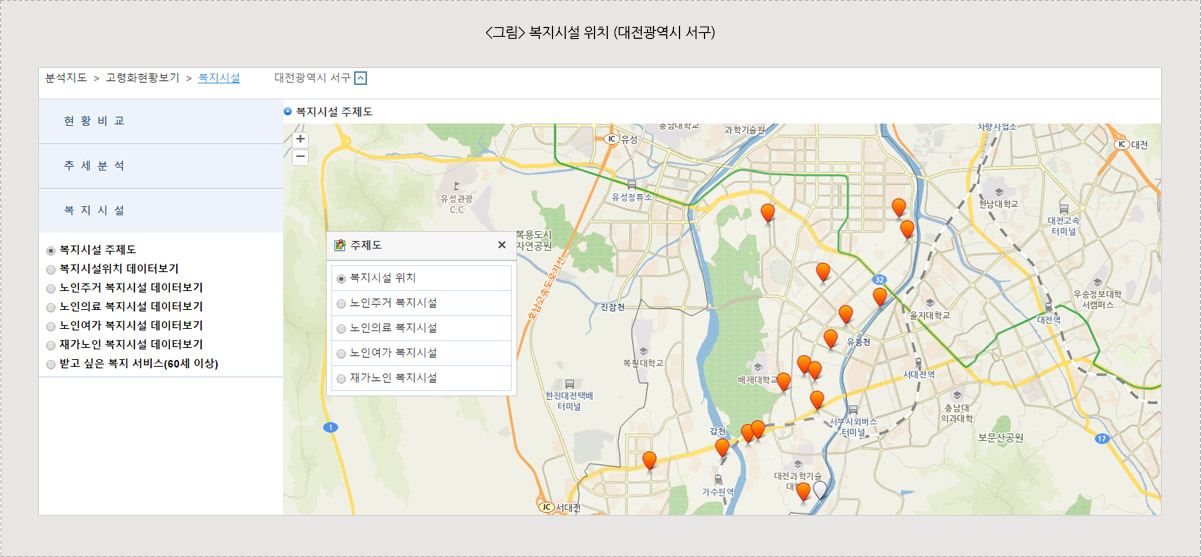 <그림> 복지시설 위치 (대전광역시 서구)
분석지도 > 고령화현황보기 > 복지시설 대전광역시 서구
현 황 비 교
추 세 분 석
복 지 시 설
복지시설 주제도
복지시설위치 데이터보기
노인주거 복지시설 데이터보기
노인의료 복지시설 데이터보기
노인여가 복지시설 데이터보기
재가노인 복지시설 데이터보기
받고 싶은 복지 서비스(60세 이상)
복지시설 주제도
+
−
주제도 ×
복지시설 위치
노인주거 복지시설
노인의료 복지시설
노인여가 복지시설
재가노인 복지시설
충남대학교
과학기술원
차량사업소
IC 유성
IC 대전
유성정류소
유성관광
C.C
한남대학교
대전고속
터미널
복용도시
자연공원
호남고속도로지선
32
진잠천
우송정보대학
서캠퍼스
을지대학교
대전역
유등천
목원대학교
배재대학교
서대전역
한진대전택배
터미널
충남대
의과대학
1
서부시외버스
터미널
갑천
보문산공원
17
대전과학기술
가수원역
JC 서대전